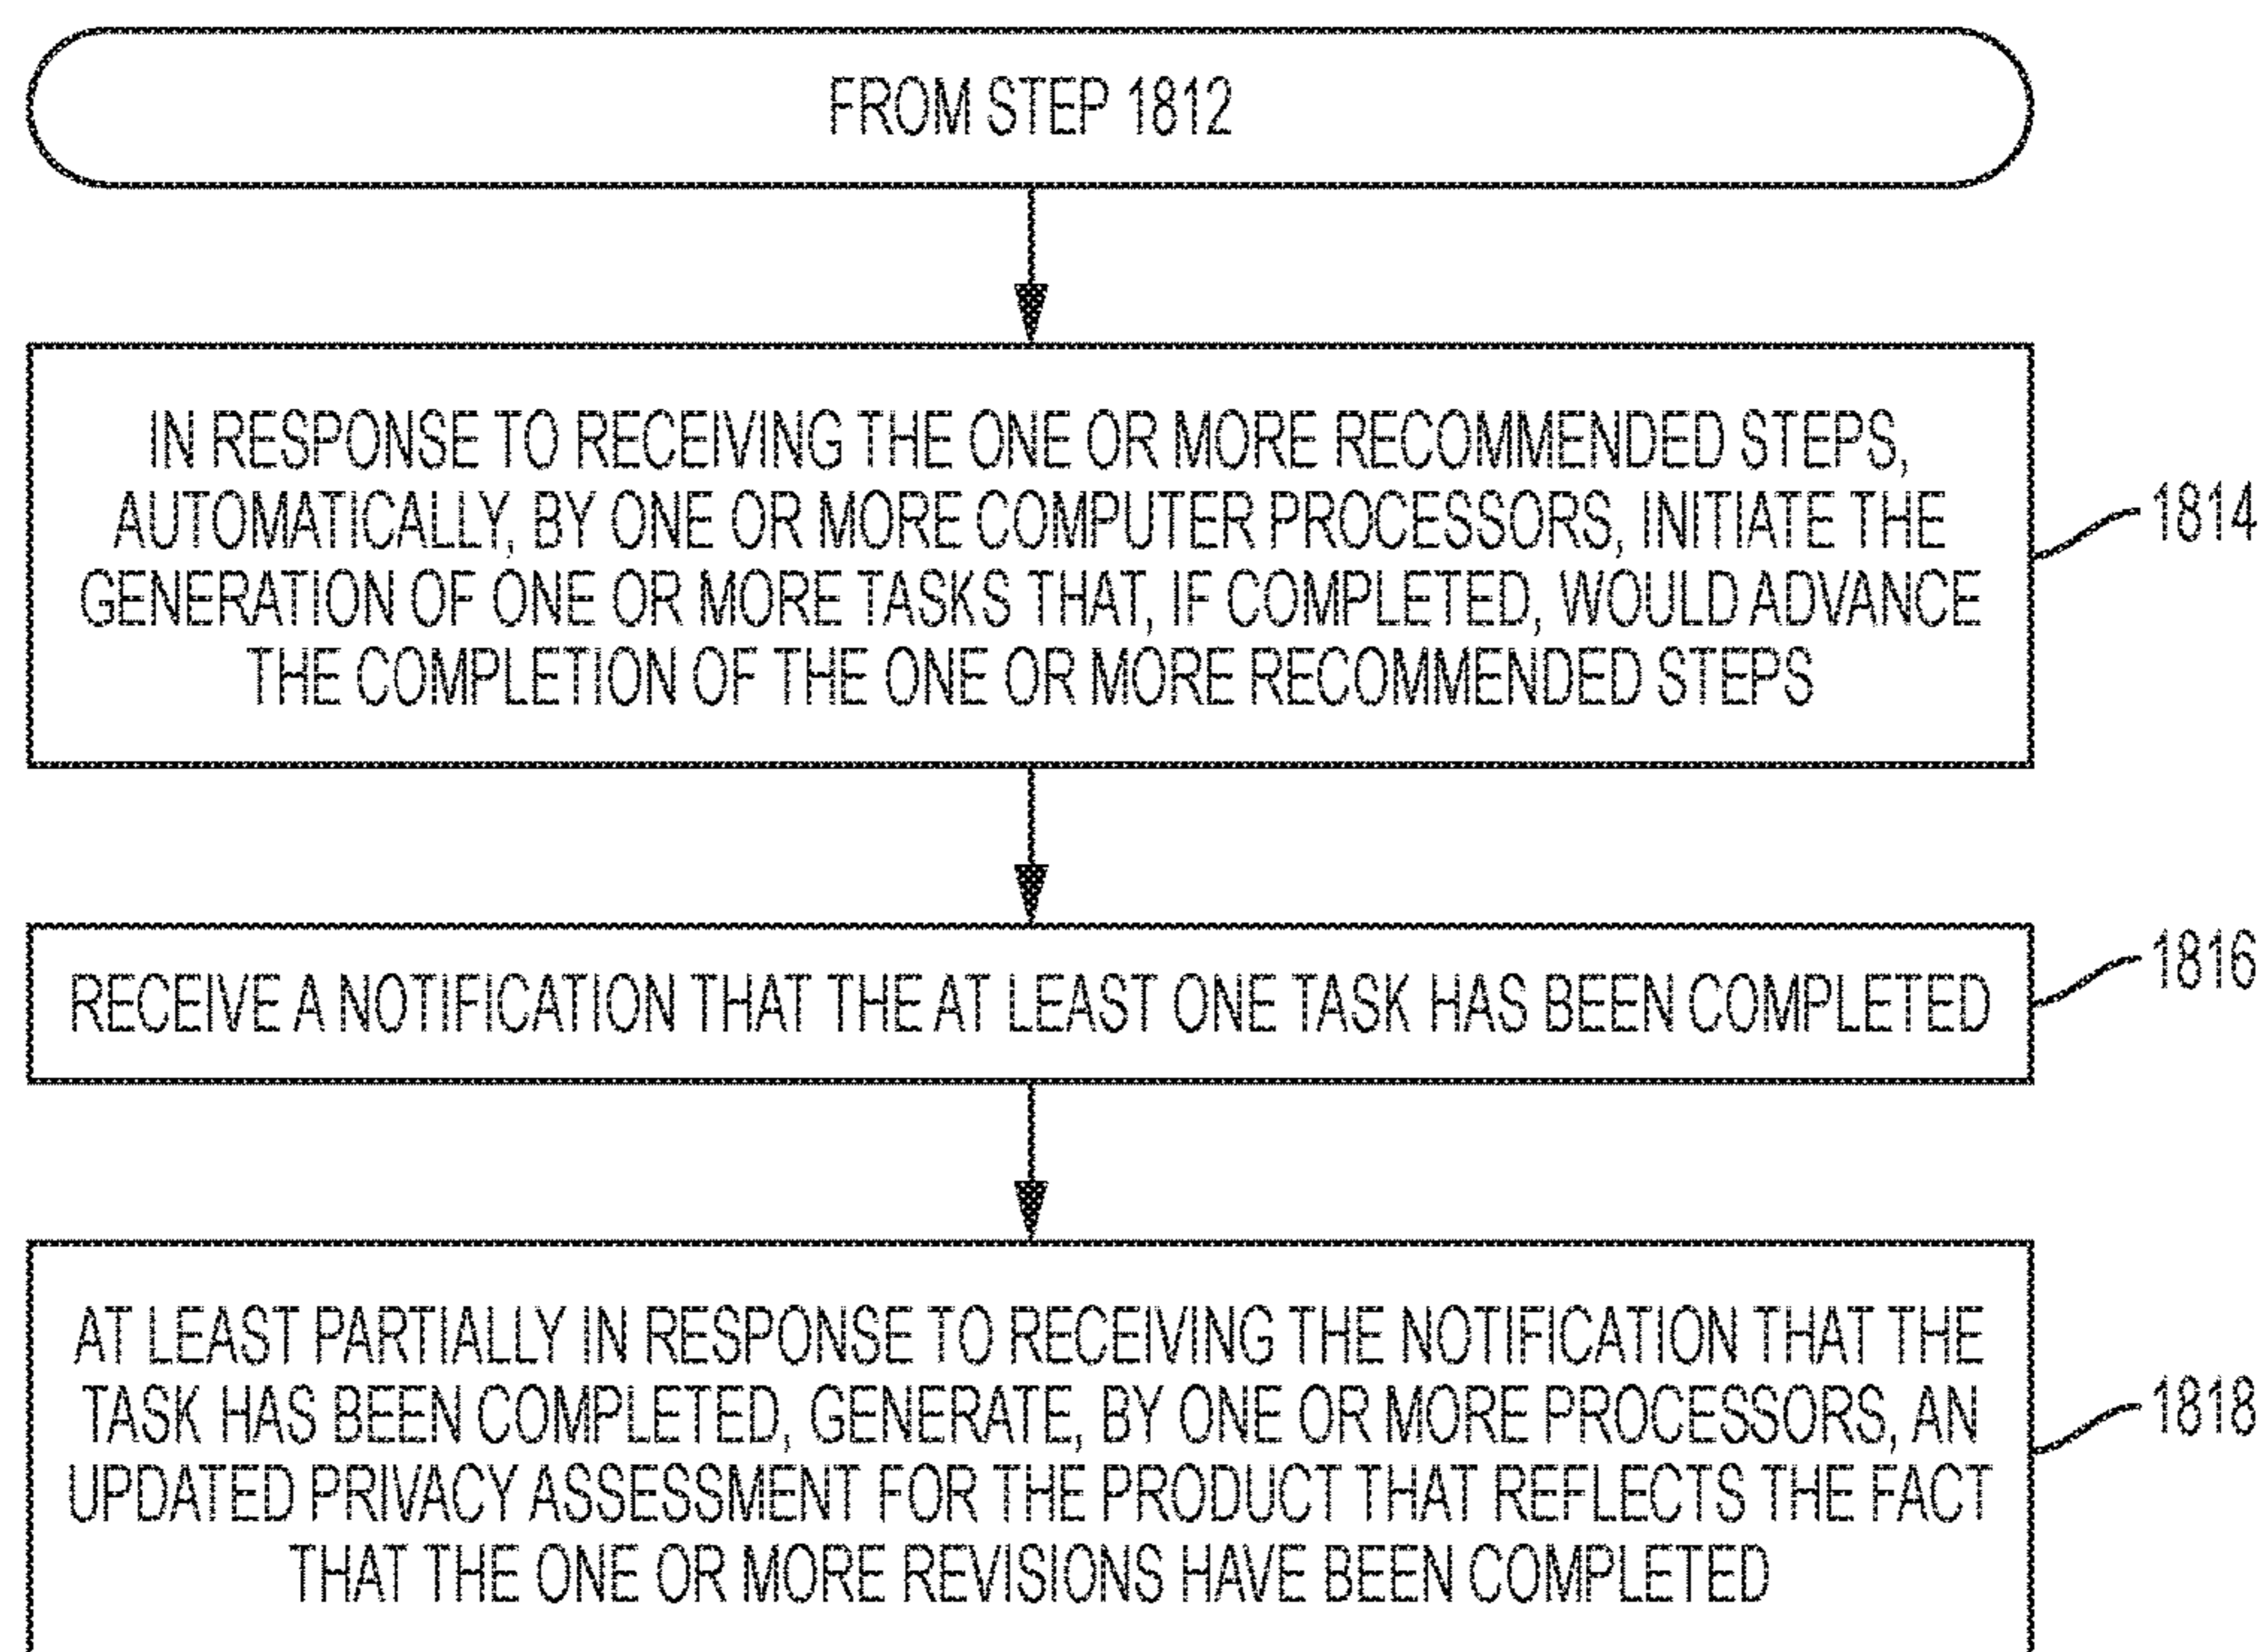 FROM STEP 1812
IN RESPONSE TO RECEIVING THE ONE OR MORE RECOMMENDED STEPS,
AUTOMATICALLY, BY ONE OR MORE COMPUTER PROCESSORS, INITIATE THE
GENERATION OF ONE OR MORE TASKS THAT, IF COMPLETED, WOULD ADVANCE
THE COMPLETION OF THE ONE OR MORE RECOMMENDED STEPS
1814
RECEIVE A NOTIFICATION THAT THE AT LEAST ONE TASK HAS BEEN COMPLETED
1816
AT LEAST PARTIALLY IN RESPONSE TO RECEIVING THE NOTIFICATION THAT THE
TASK HAS BEEN COMPLETED, GENERATE, BY ONE OR MORE PROCESSORS, AN
UPDATED PRIVACY ASSESSMENT FOR THE PRODUCT THAT REFLECTS THE FACT
THAT THE ONE OR MORE REVISIONS HAVE BEEN COMPLETED
1818